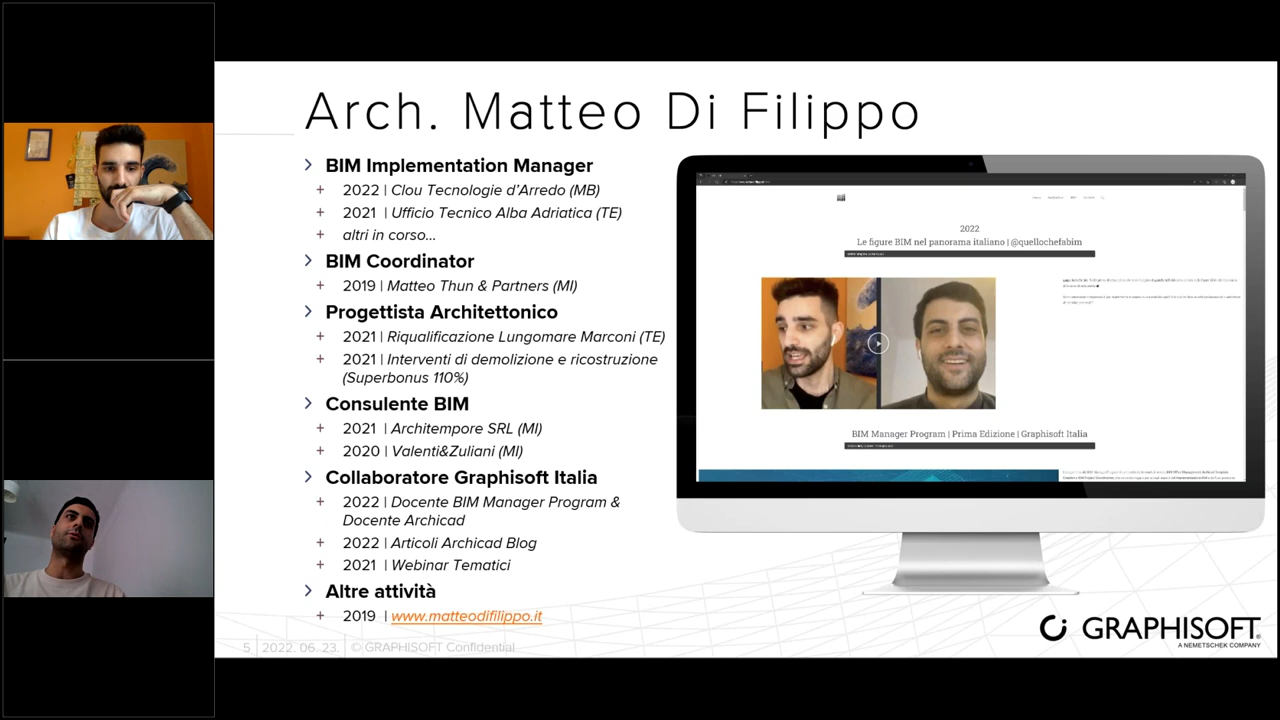 Arch. Matteo Di Filippo
BIM Implementation Manager
2022 | Clou Tecnologie d'Arredo (MB)
2021 | Ufficio Tecnico Alba Adriatica (TE)
altri in corso...
BIM Coordinator
2019 | Matteo Thun & Partners (MI)
Progettista Architettonico
2021 | Riqualificazione Lungomare Marconi (TE)
2021 | Interventi di demolizione e ricostruzione
(Superbonus 110%)
Consulente BIM
2021 | Architempore SRL (MI)
2020 | Valenti&Zuliani (MI)
Collaboratore Graphisoft Italia
2022 | Docente BIM Manager Program &
Docente Archicad
2022 | Articoli Archicad Blog
2021 | Webinar Tematici
Altre attività
2019 | www.matteodifilippo.it
2022
Le figure BIM nel panorama italiano | @quellochefabim
BIM Manager Program | Prima Edizione | Graphisoft Italia
5 | 2022. 06. 23. | © GRAPHISOFT Confidential
GRAPHISOFT®
A NEMETSCHEK COMPANY